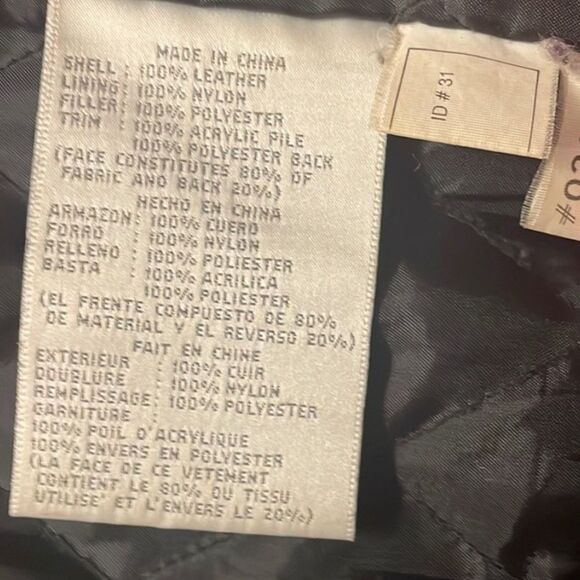 MADE IN CHINA
SHELL : 100% LEATHER
LINING: 100% NYLON
FILLER: 100% POLYESTER
TRIM : 100% ACRYLIC PILE
100% POLYESTER BACK
(FACE CONSTITUTES 80% OF
FABRIC AND BACK 20%)
HECHO EN CHINA
ARMAZON: 100% CUERO
FORRO : 100% NYLON
RELLENO : 100% POLIESTER
BASTA : 100% ACRILICA
100% POLIESTER
(EL FRENTE COMPUESTO DE 80%
DE MATERIAL Y EL REVERSO 20%)
FAIT EN CHINE
EXTERIEUR : 100% CUIR
DOUBLURE : 100% NYLON
REMPLISSAGE: 100% POLYESTER
GARNITURE :
100% POIL D'ACRYLIQUE
100% ENVERS EN POLYESTER
(LA FACE DE CE VETEMENT
CONTIENT LE 80% OU TISSU
UTILISE' ET L'ENVERS LE 20%)
ID # 31
#